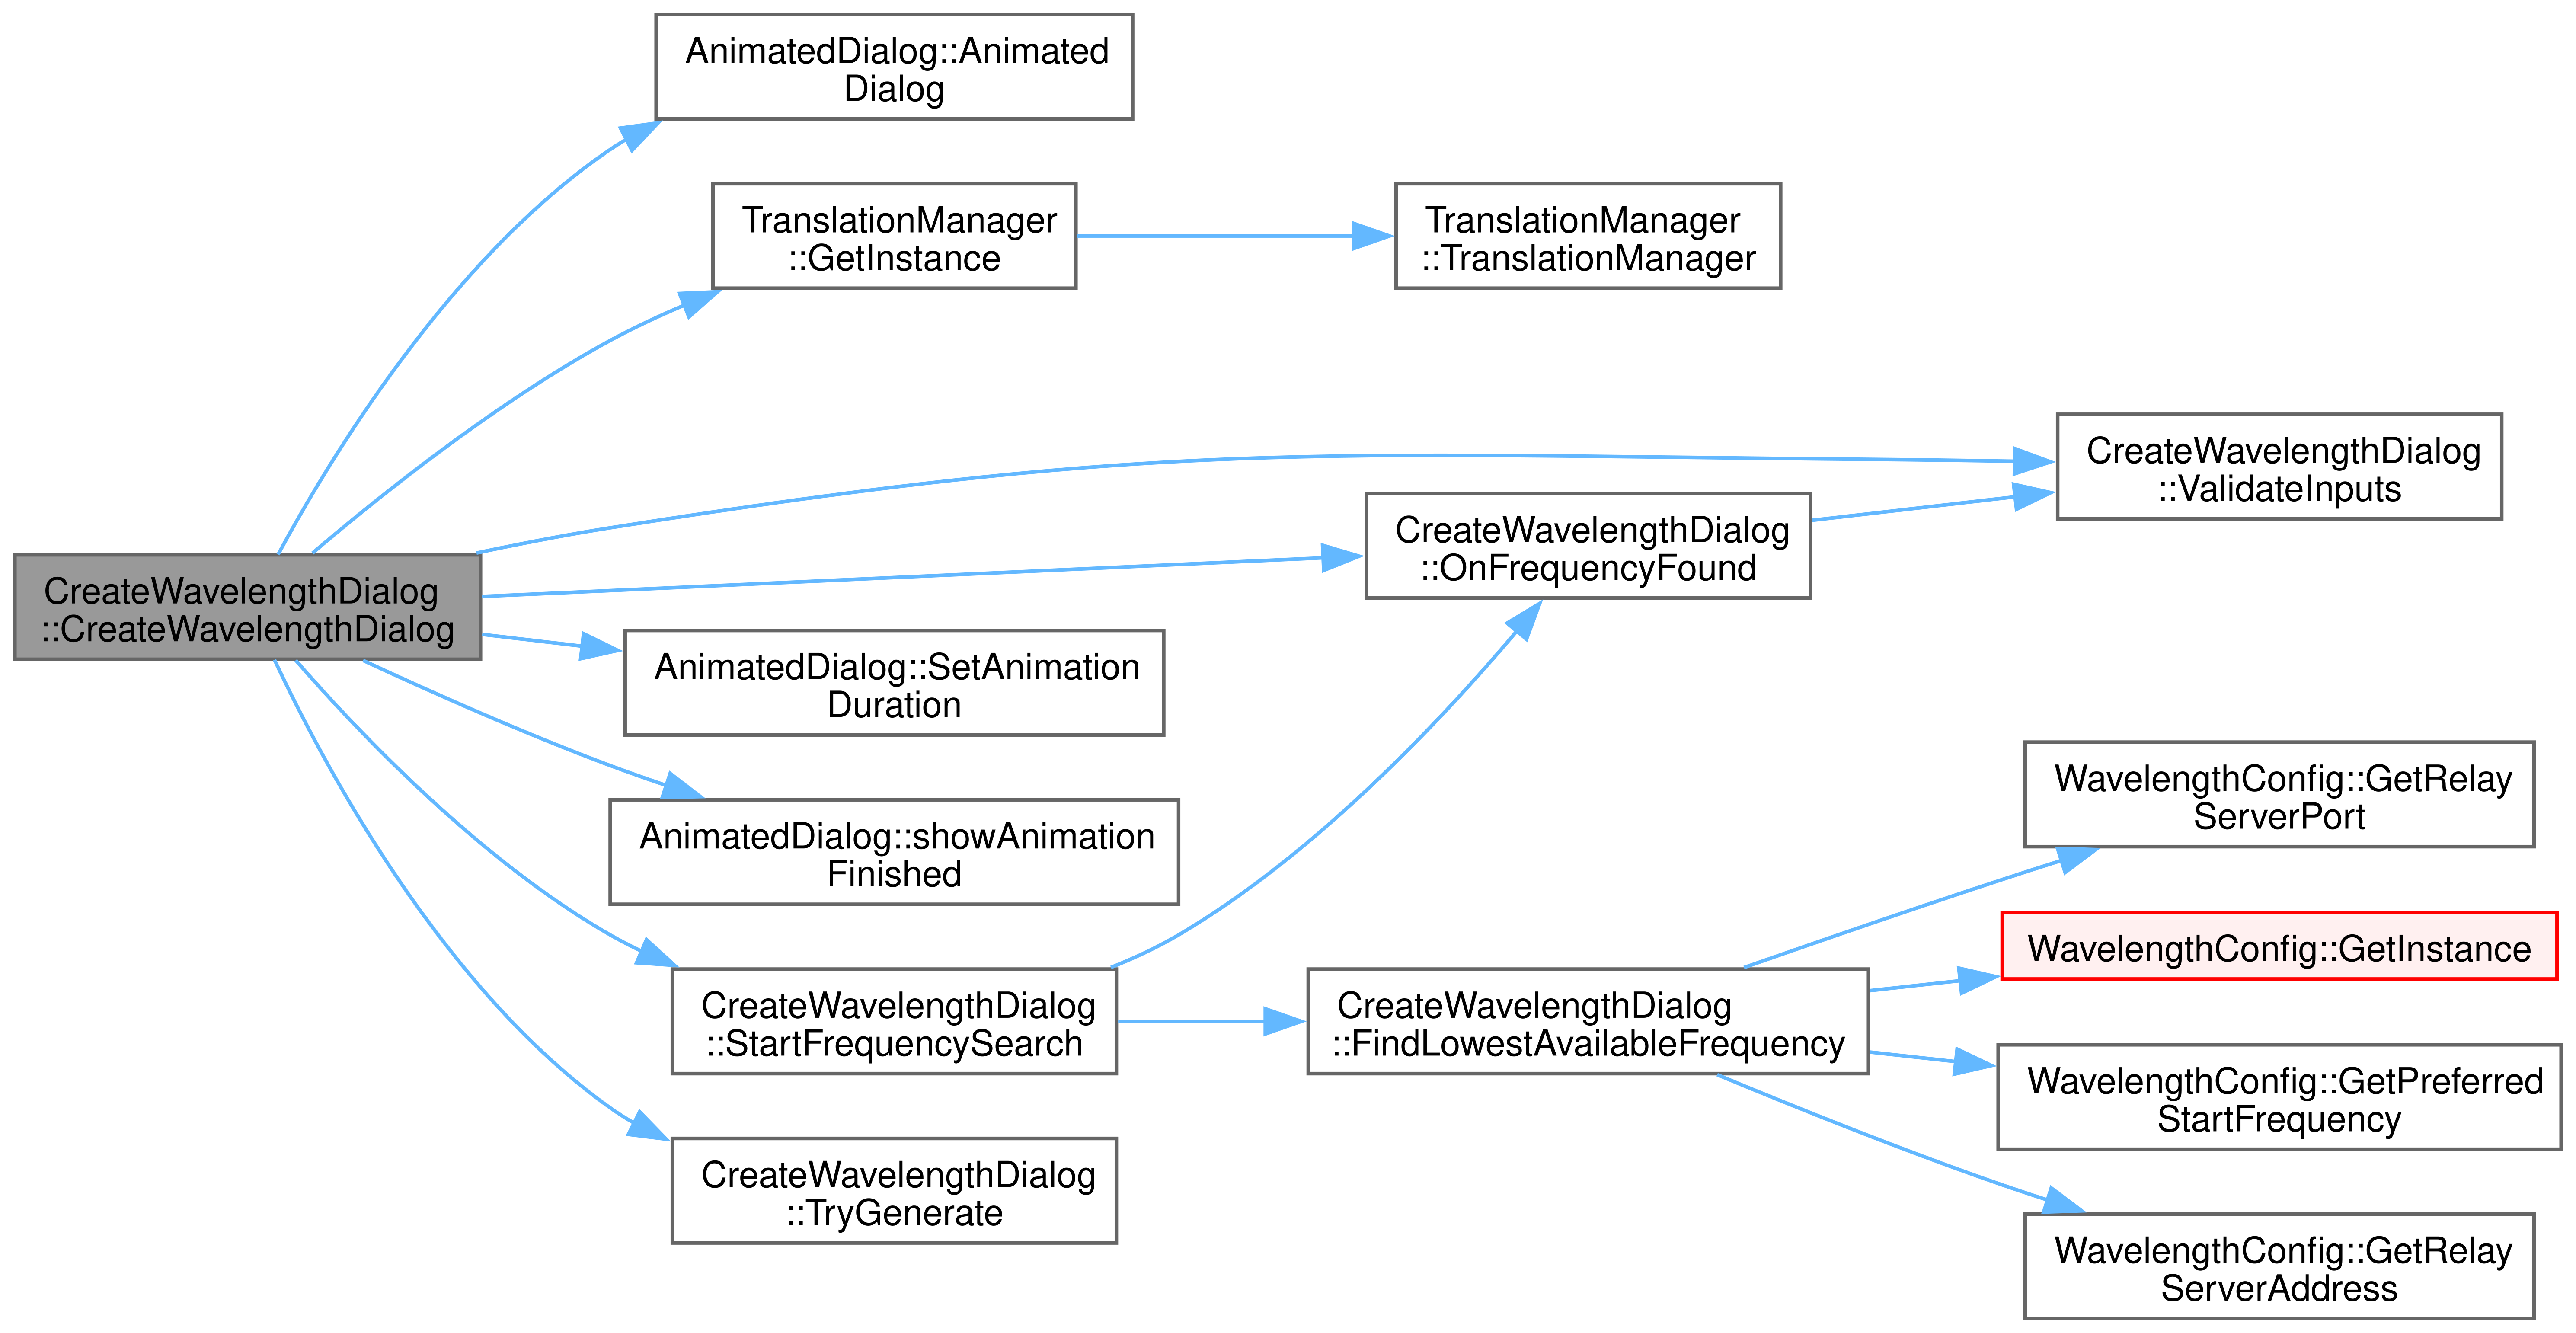 AnimatedDialog::Animated
Dialog
TranslationManager
::GetInstance
TranslationManager
::TranslationManager
CreateWavelengthDialog
::ValidateInputs
CreateWavelengthDialog
::OnFrequencyFound
CreateWavelengthDialog
::CreateWavelengthDialog
AnimatedDialog::SetAnimation
Duration
AnimatedDialog::showAnimation
Finished
WavelengthConfig::GetRelay
ServerPort
WavelengthConfig::GetInstance
CreateWavelengthDialog
::StartFrequencySearch
CreateWavelengthDialog
::FindLowestAvailableFrequency
WavelengthConfig::GetPreferred
StartFrequency
CreateWavelengthDialog
::TryGenerate
WavelengthConfig::GetRelay
ServerAddress